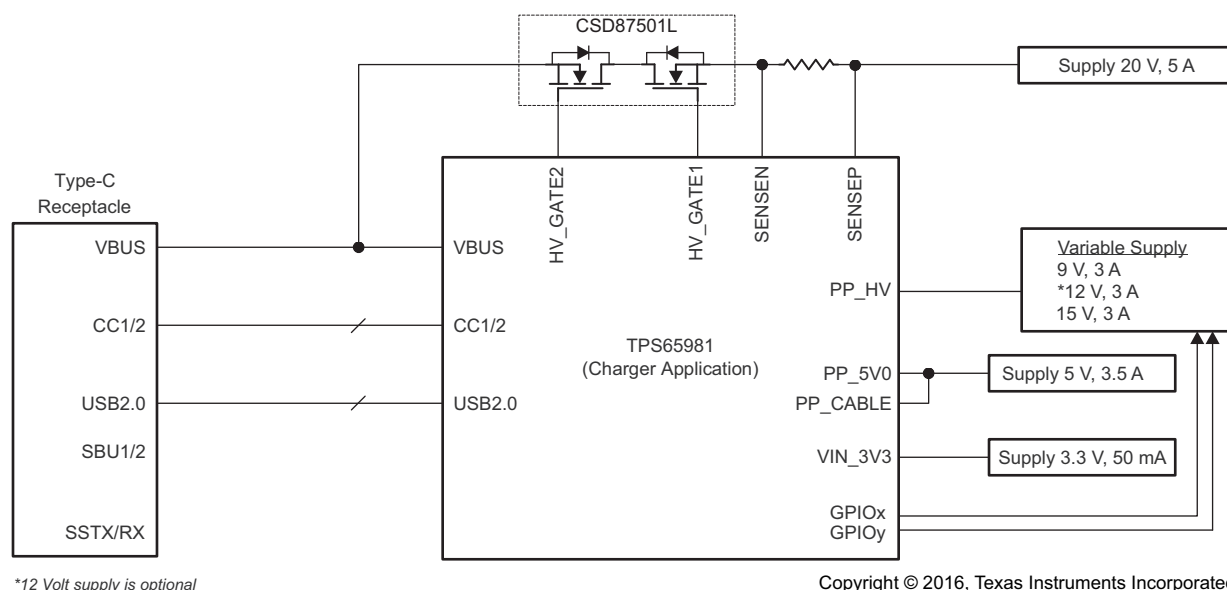 CSD87501L
Supply 20 V, 5 A
HV_GATE2
HV_GATE1
SENSEN
SENSEP
Type-C
Receptacle
VBUS
VBUS
Variable Supply
9 V, 3 A
*12 V, 3 A
15 V, 3 A
PP_HV
CC1/2
CC1/2
TPS65981
(Charger Application)
PP_5V0
Supply 5 V, 3.5 A
USB2.0
USB2.0
PP_CABLE
SBU1/2
VIN_3V3
Supply 3.3 V, 50 mA
GPIOx
SSTX/RX
GPIOy
*12 Volt supply is optional
Copyright © 2016, Texas Instruments Incorporated